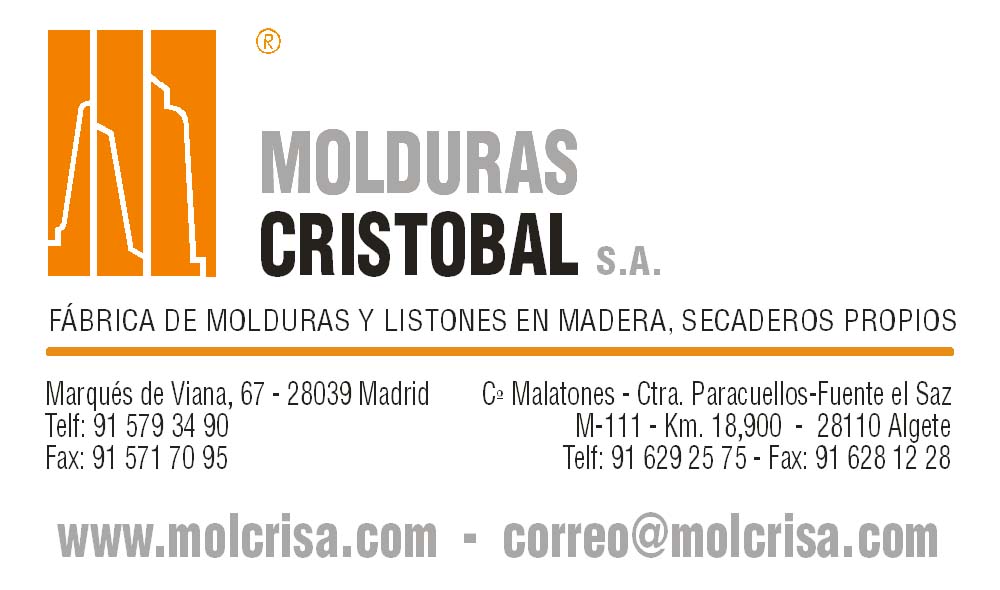 ®
MOLDURAS
CRISTOBAL S.A.
FÁBRICA DE MOLDURAS Y LISTONES EN MADERA, SECADEROS PROPIOS
Marqués de Viana, 67 - 28039 Madrid
Telf: 91 579 34 90
Fax: 91 571 70 95
Cº Malatones - Ctra. Paracuellos-Fuente el Saz
M-111 - Km. 18,900 - 28110 Algete
Telf: 91 629 25 75 - Fax: 91 628 12 28
www.molcrisa.com - correo@molcrisa.com